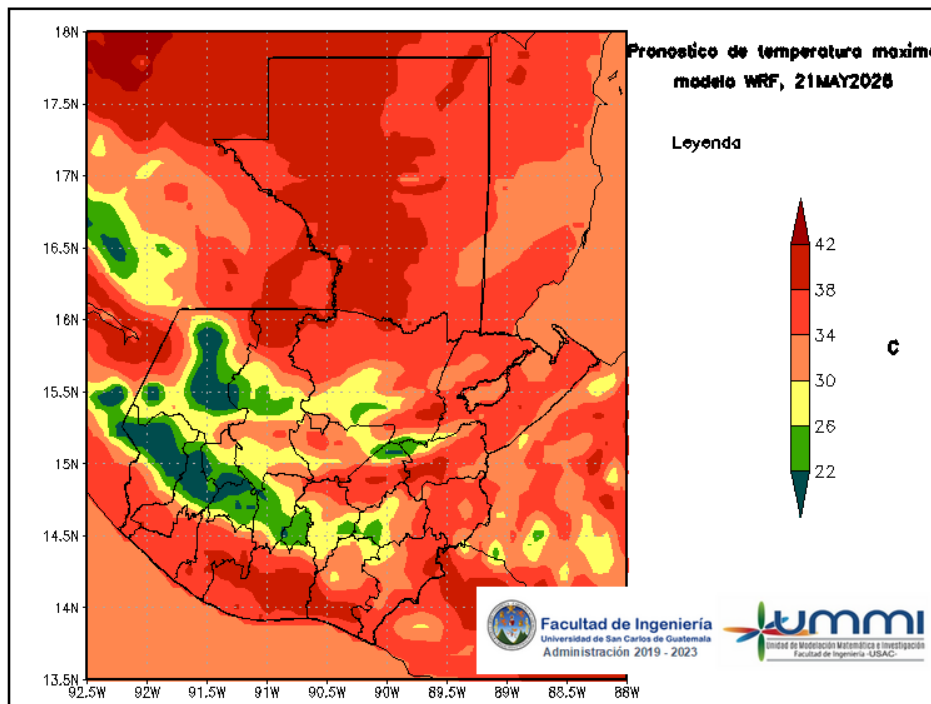 Pronostico de temperatura maxim
modelo WRF, 21MAY2026
Leyenda
18N
17.5N
17N
16.5N
16N
15.5N
15N
14.5N
14N
13.5N
92.5W 92W 91.5W 91W 90.5W 90W 89.5W 89W 88.5W 88W
42
38
34
30
26
22
C
Facultad de Ingeniería
Universidad de San Carlos de Guatemala
Administración 2019 - 2023
ummi
Unidad de Modelación Matemática e Investigación
Facultad de Ingeniería -USAC-